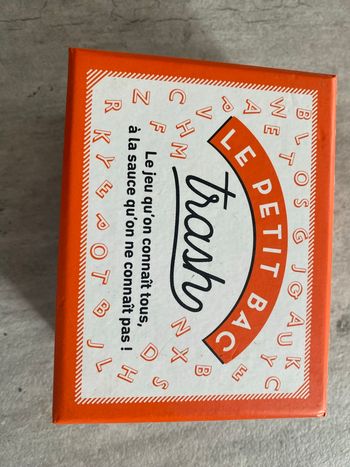 B L T O S G J Q A U K
W E Y C
A E
P
V B
C H M N X
LE PETIT BAC
trash
Z F D S
Le jeu qu'on connaît tous,
à la sauce qu'on ne connaît pas !
R K Y E P O T & J L H